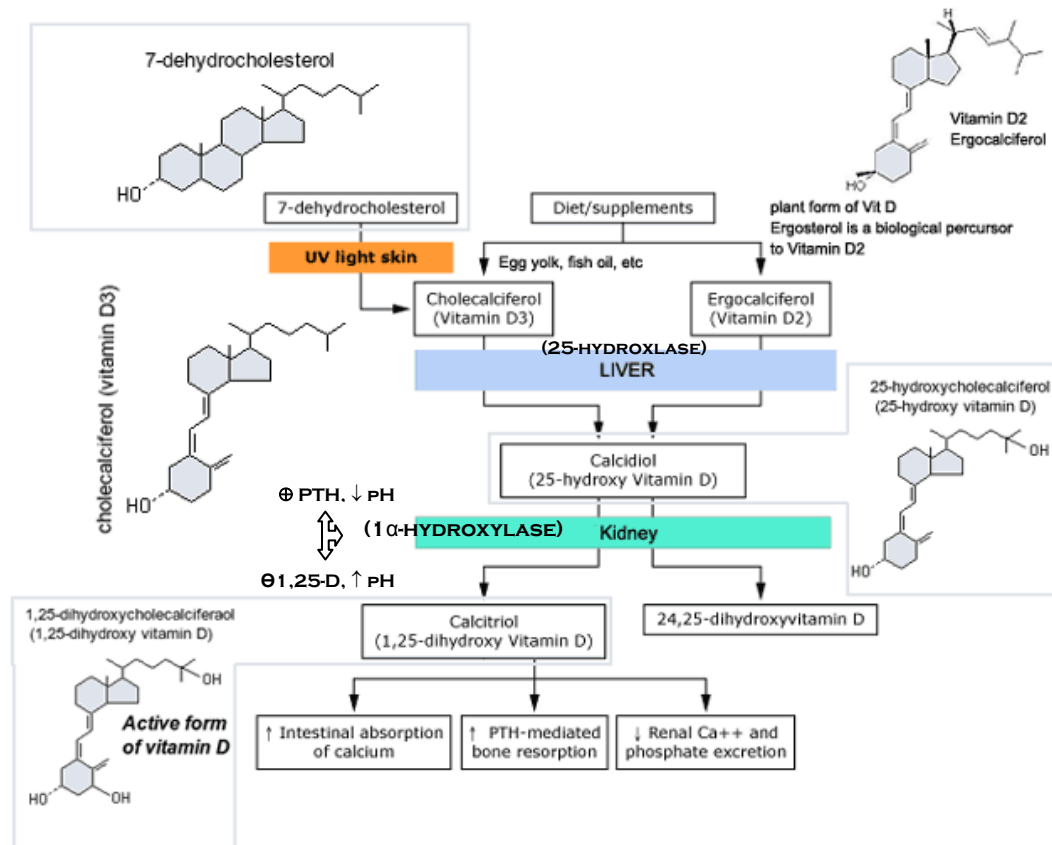 7-dehydrocholesterol
HO
7-dehydrocholesterol
UV light skin
Diet/supplements
Egg yolk, fish oil, etc
H
HO
Vitamin D2
Ergocalciferol
plant form of Vit D
Ergosterol is a biological percursor
to Vitamin D2
cholecalciferol (vitamin D3)
HO
Cholecalciferol
(Vitamin D3)
Ergocalciferol
(Vitamin D2)
(25-HYDROXLASE)
LIVER
25-hydroxycholecalciferol
(25-hydroxy vitamin D)
OH
HO
Calcidiol
(25-hydroxy Vitamin D)
⊕ PTH, ↓ PH
(1α-HYDROXYLASE)
Kidney
⊖1,25-D, ↑ PH
1,25-dihydroxycholecalciferaol
(1,25-dihydroxy vitamin D)
OH
Active form
of vitamin D
HO
OH
Calcitriol
(1,25-dihydroxy Vitamin D)
24,25-dihydroxyvitamin D
↑ Intestinal absorption
of calcium
↑ PTH-mediated
bone resorption
↓ Renal Ca++ and
phosphate excretion